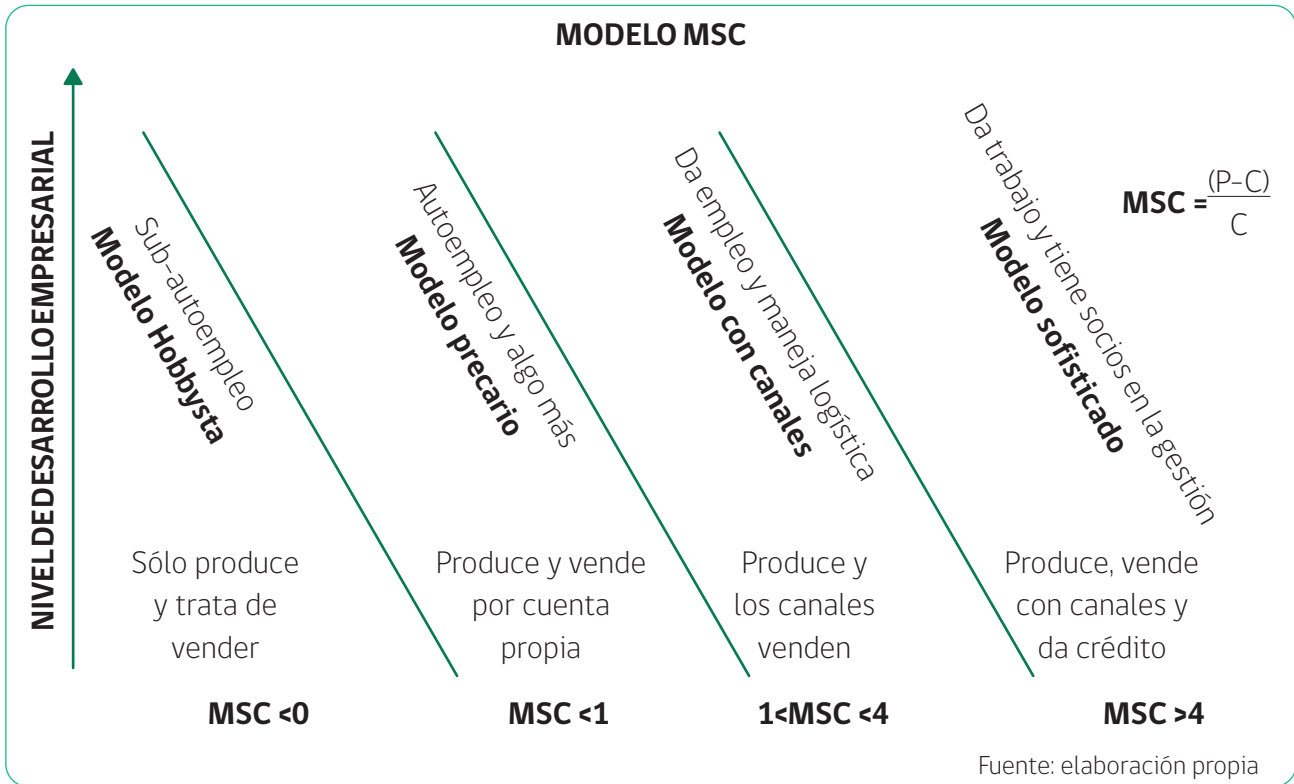 MODELO MSC
NIVEL DE DESARROLLO EMPRESARIAL
Sub-autoempleo
Modelo Hobbysta
Autoempleo y algo más
Modelo precario
Da empleo y maneja logística
Modelo con canales
Da trabajo y tiene socios en la gestión
Modelo sofisticado
MSC = (P-C)
C
Sólo produce
y trata de
vender
Produce y vende
por cuenta
propia
Produce y
los canales
venden
Produce, vende
con canales y
da crédito
MSC <0
MSC <1
1<MSC <4
MSC >4
Fuente: elaboración propia